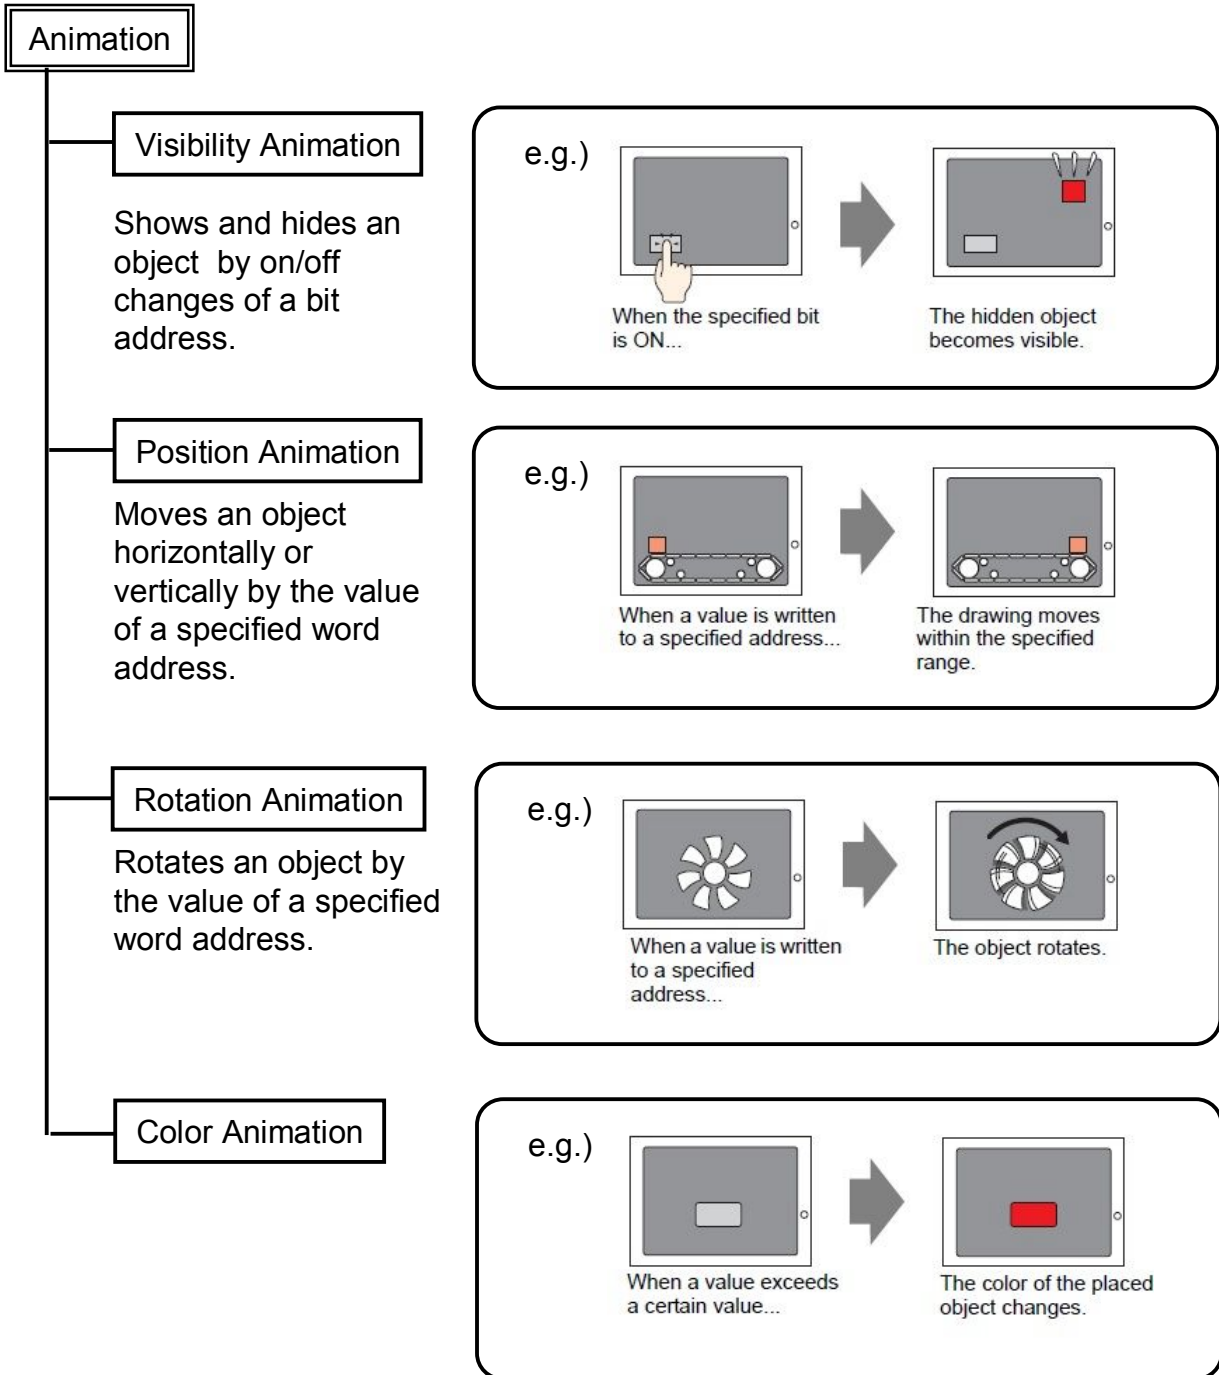 Animation
Visibility Animation
Shows and hides an
object  by on/off
changes of a bit
address.
e.g.)
When the specified bit
is ON...
The hidden object
becomes visible.
Position Animation
Moves an object
horizontally or
vertically by the value
of a specified word
address.
e.g.)
When a value is written
to a specified address...
The drawing moves
within the specified
range.
Rotation Animation
Rotates an object by
the value of a specified
word address.
e.g.)
When a value is written
to a specified
address...
The object rotates.
Color Animation
e.g.)
When a value exceeds
a certain value...
The color of the placed
object changes.